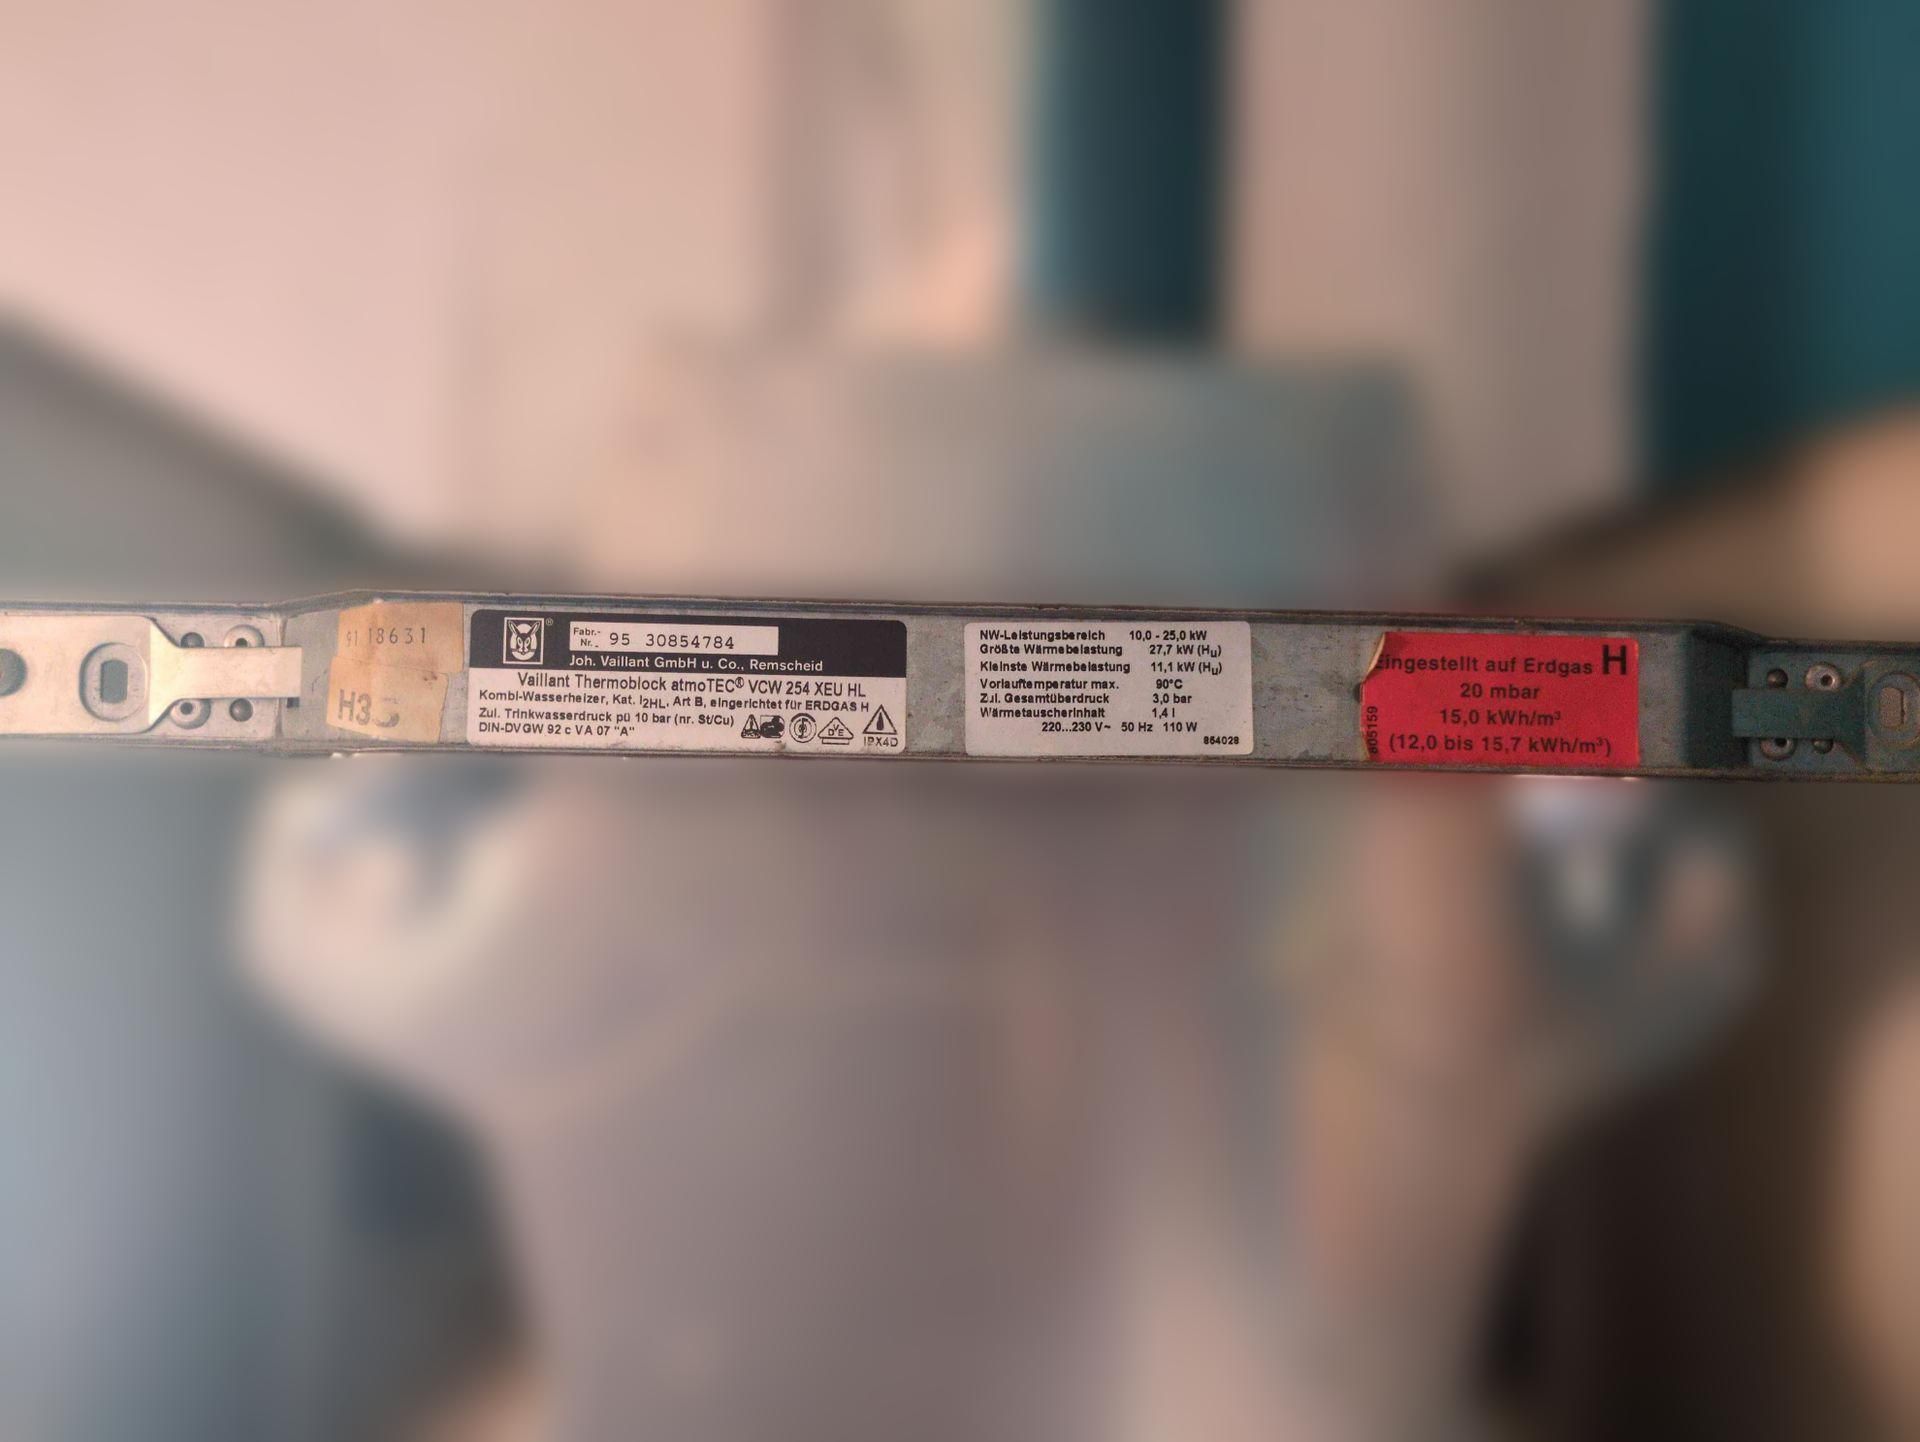 91 18631
H3
®
Fabr.-
Nr.. 95 30854784
Joh. Vaillant GmbH u. Co., Remscheid
Vaillant Thermoblock atmoTEC® VCW 254 XEU HL
Kombi-Wasserheizer, Kat. I2HL, Art B, eingerichtet für ERDGAS H
Zul. Trinkwasserdruck pü 10 bar (nr. St/Cu)
DIN-DVGW 92 c VA 07 "A"
DVE
IPX4D
NW-Leistungsbereich 10,0 - 25,0 kW
Größte Wärmebelastung 27,7 kW (Hu)
Kleinste Wärmebelastung 11,1 kW (Hu)
Vorlauftemperatur max. 90°C
Zul. Gesamtüberdruck 3,0 bar
Wärmetauscherinhalt 1,4 l
220...230 V~ 50 Hz 110 W
854028
Eingestellt auf Erdgas H
20 mbar
15,0 kWh/m³
(12,0 bis 15,7 kWh/m³)
805159